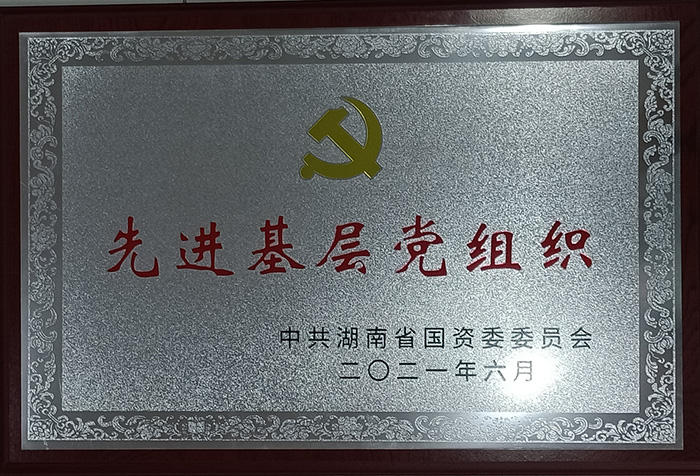 先进基层党组织
中共湖南省国资委委员会
二〇二一年六月